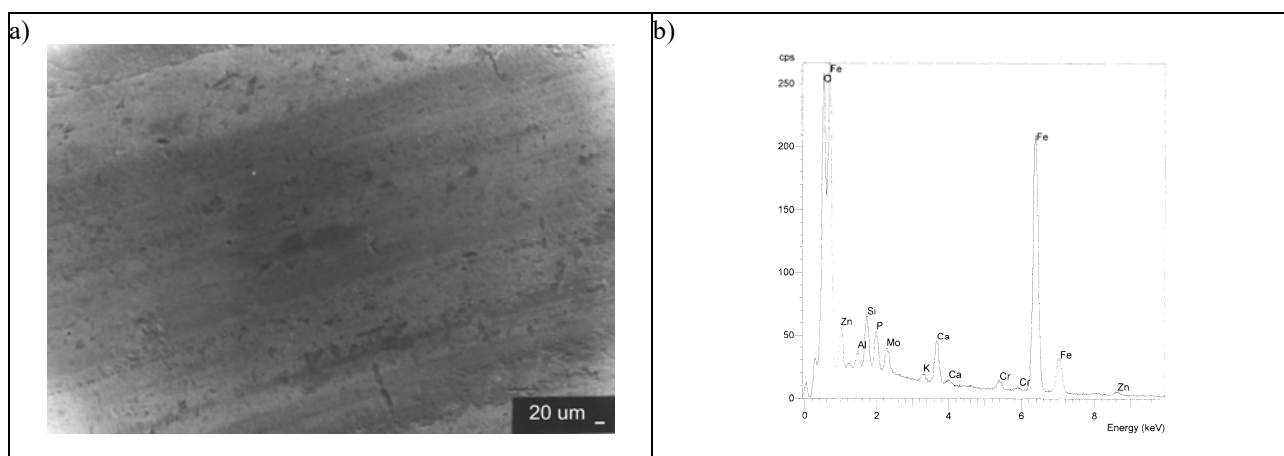 a)
20 um
b)
cps
250
200
150
100
50
0
Fe
O
Zn
Al
Si
P
Mo
K
Ca
Ca
Cr
Cr
Fe
Fe
Zn
0
2
4
6
8
Energy (keV)